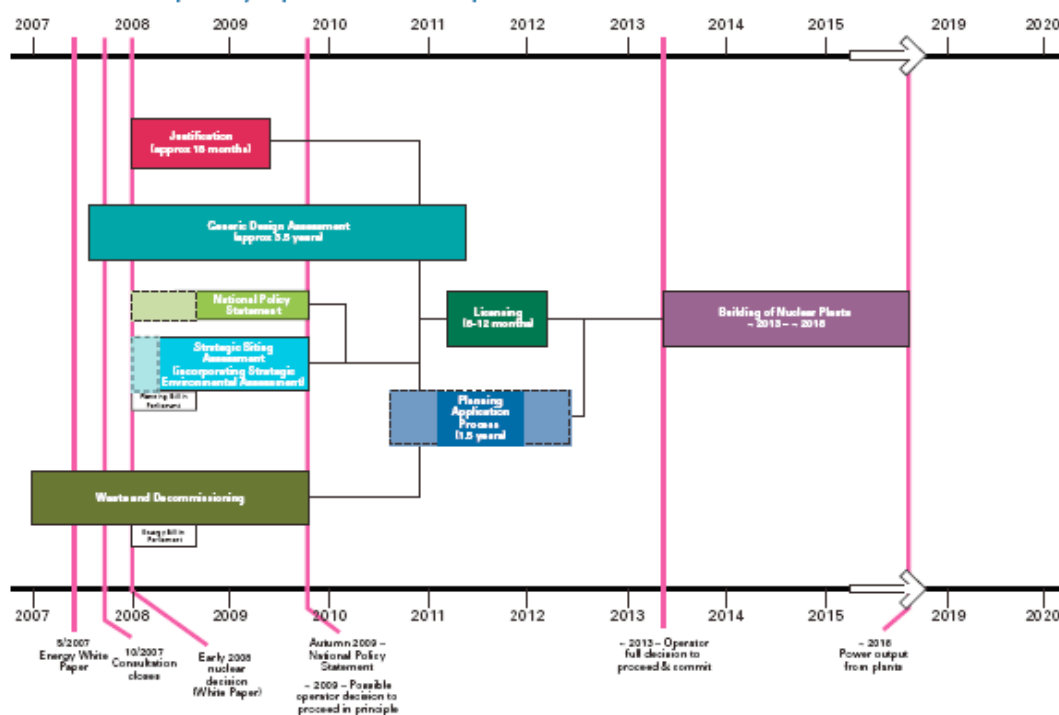 2007 2008 2009 2010 2011 2012 2013 2014 2015 2019 2020
Justification
(approx 18 months)
Generic Design Assessment
(approx 3.5 years)
National Policy
Statement
Strategic Siting
Assessment
(incorporating Strategic
Environmental Assessment)
Planning Bill in
Parliament
Licensing
(6-12 months)
Building of Nuclear Plants
~ 2013 – ~ 2018
Planning
Application
Process
(1.5 years)
Waste and Decommissioning
Energy Bill in
Parliament
2007 2008 2009 2010 2011 2012 2013 2014 2015 2019 2020
5/2007
Energy White
Paper
10/2007
Consultation
closes
Early 2008
nuclear
decision
(White Paper)
Autumn 2009 –
National Policy
Statement
~ 2009 – Possible
operator decision to
proceed in principle
~ 2013 – Operator
full decision to
proceed & commit
~ 2018
Power output
from plants